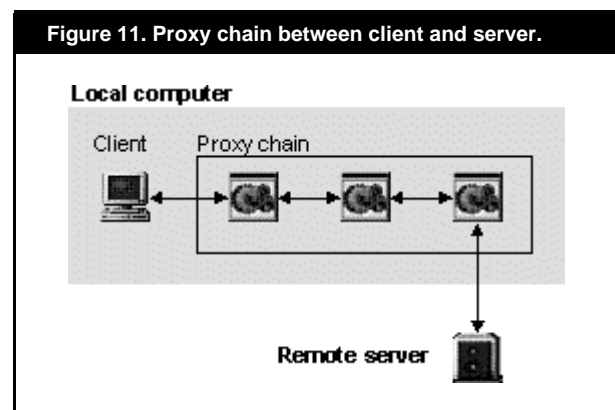 Figure 11. Proxy chain between client and server.
Local computer
Client
Proxy chain
Remote server